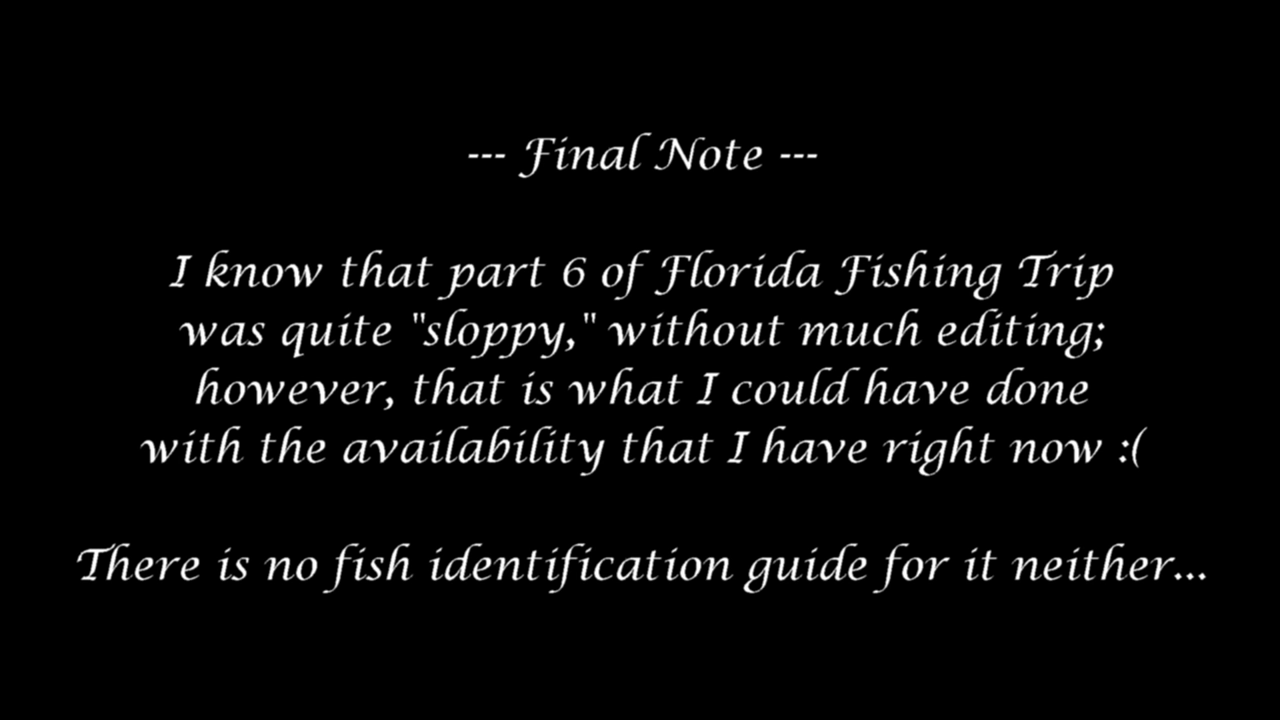 --- Final Note ---
I know that part 6 of Florida Fishing Trip
was quite "sloppy," without much editing;
however, that is what I could have done
with the availability that I have right now :(
There is no fish identification guide for it neither...